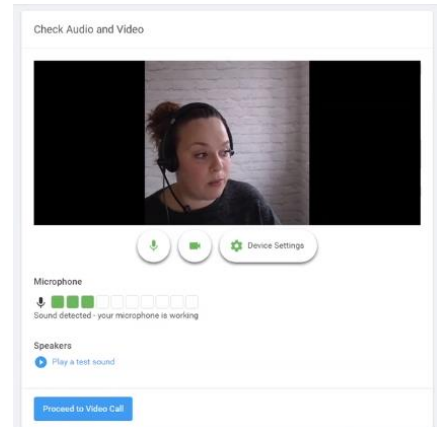 Check Audio and Video
Device Settings
Microphone
Sound detected - your microphone is working
Speakers
Play a test sound
Proceed to Video Call